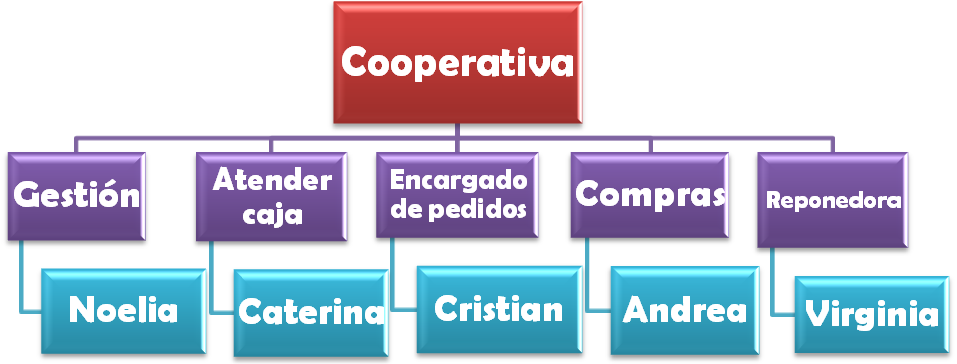 Cooperativa
Gestión
Atender
caja
Encargado
de pedidos
Compras
Reponedora
Noelia
Caterina
Cristian
Andrea
Virginia